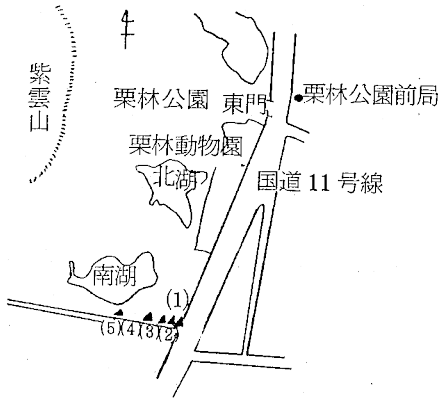 紫雲山
栗林公園
東門
栗林公園前局
栗林動物園
北湖
国道11号線
南湖
(1)
(5)(4)(3)(2)